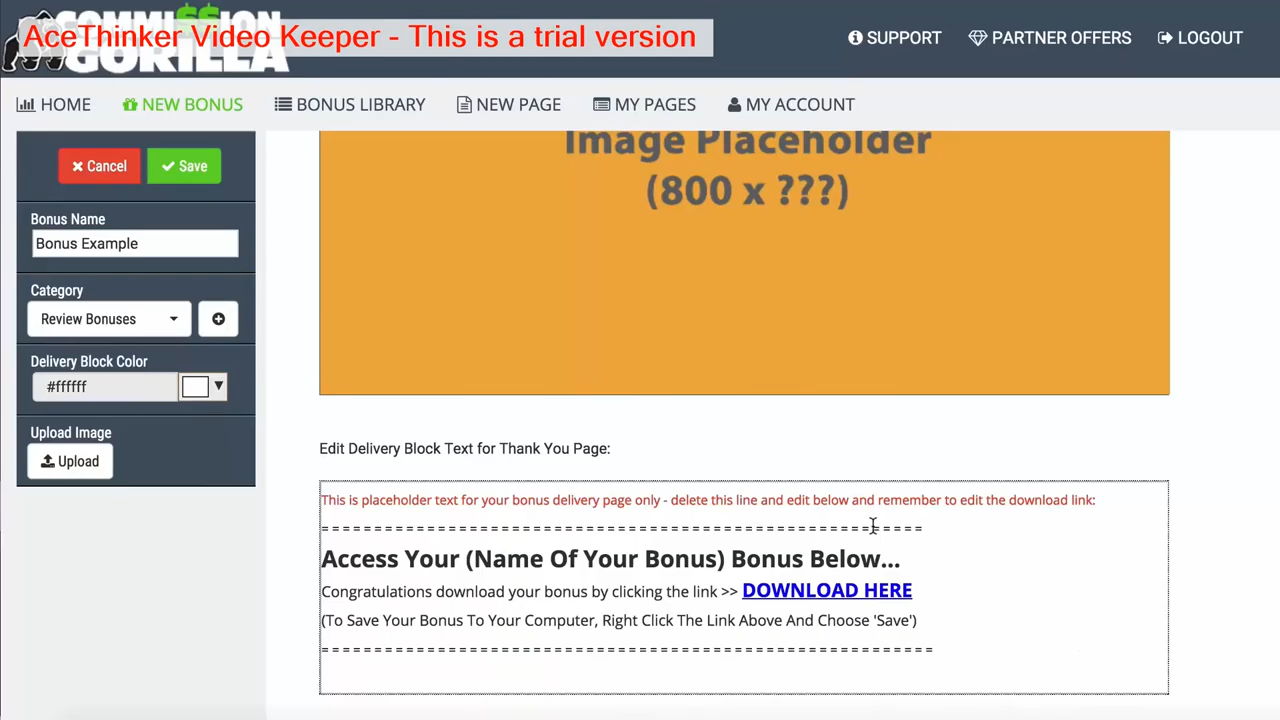 COMMISSION
AceThinker Video Keeper - This is a trial version
GORILLA
SUPPORT
PARTNER OFFERS
LOGOUT
HOME
NEW BONUS
BONUS LIBRARY
NEW PAGE
MY PAGES
MY ACCOUNT
Cancel
Save
Bonus Name
Bonus Example
Category
Review Bonuses
Delivery Block Color
#ffffff
Upload Image
Upload
Image Placeholder
(800 x ???)
Edit Delivery Block Text for Thank You Page:
This is placeholder text for your bonus delivery page only - delete this line and edit below and remember to edit the download link:
Access Your (Name Of Your Bonus) Bonus Below...
Congratulations download your bonus by clicking the link >> DOWNLOAD HERE
(To Save Your Bonus To Your Computer, Right Click The Link Above And Choose 'Save')